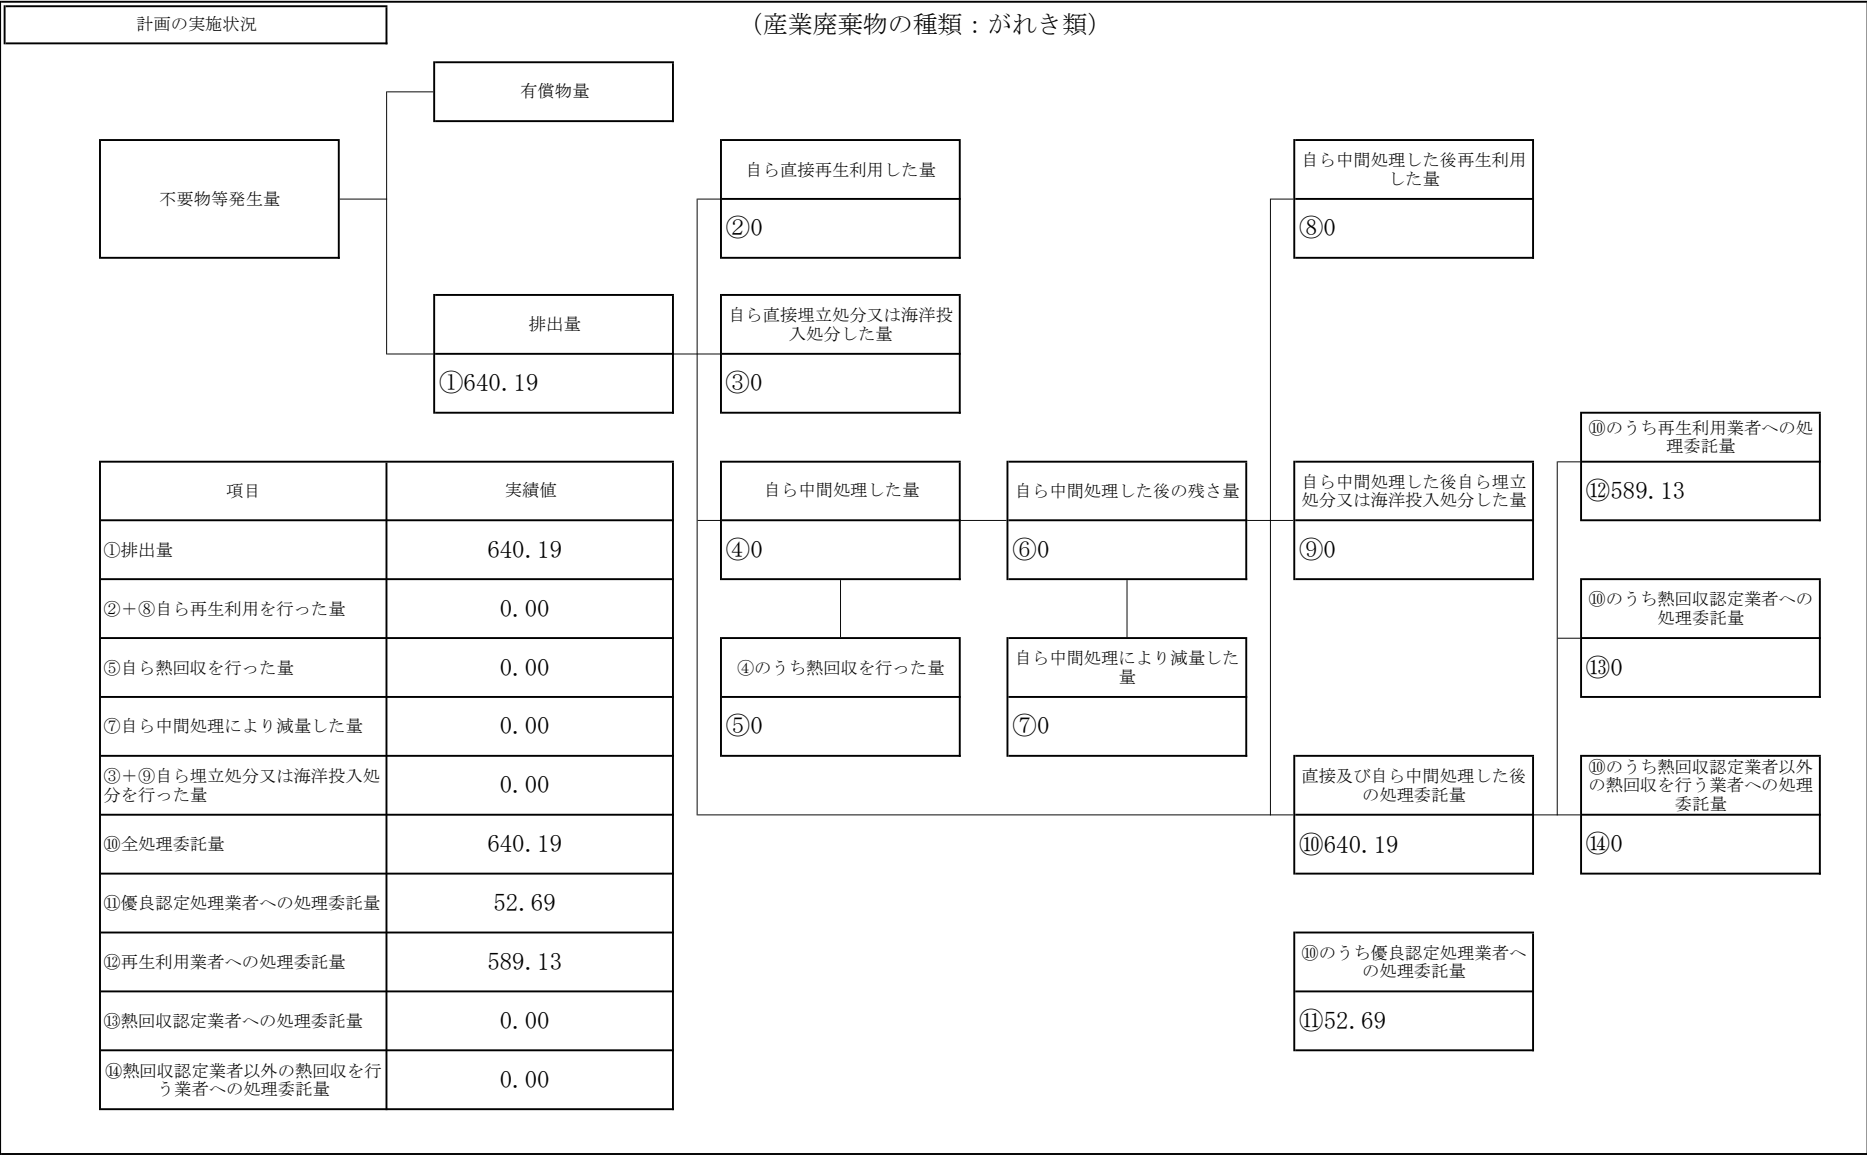 計画の実施状況
（産業廃棄物の種類：がれき類）
有償物量
不要物等発生量
自ら直接再生利用した量
②0
自ら中間処理した後再生利用
した量
⑧0
排出量
①640.19
自ら直接埋立処分又は海洋投
入処分した量
③0
⑩のうち再生利用業者への処
理委託量
⑫589.13
自ら中間処理した量
④0
自ら中間処理した後の残さ量
⑥0
自ら中間処理した後自ら埋立
処分又は海洋投入処分した量
⑨0
⑩のうち熱回収認定業者への
処理委託量
⑬0
④のうち熱回収を行った量
⑤0
自ら中間処理により減量した
量
⑦0
直接及び自ら中間処理した後
の処理委託量
⑩640.19
⑩のうち熱回収認定業者以外
の熱回収を行う業者への処理
委託量
⑭0
⑩のうち優良認定処理業者へ
の処理委託量
⑪52.69
項目 実績値
①排出量 640.19
②＋⑧自ら再生利用を行った量 0.00
⑤自ら熱回収を行った量 0.00
⑦自ら中間処理により減量した量 0.00
③＋⑨自ら埋立処分又は海洋投入処
分を行った量 0.00
⑩全処理委託量 640.19
⑪優良認定処理業者への処理委託量 52.69
⑫再生利用業者への処理委託量 589.13
⑬熱回収認定業者への処理委託量 0.00
⑭熱回収認定業者以外の熱回収を行
う業者への処理委託量 0.00